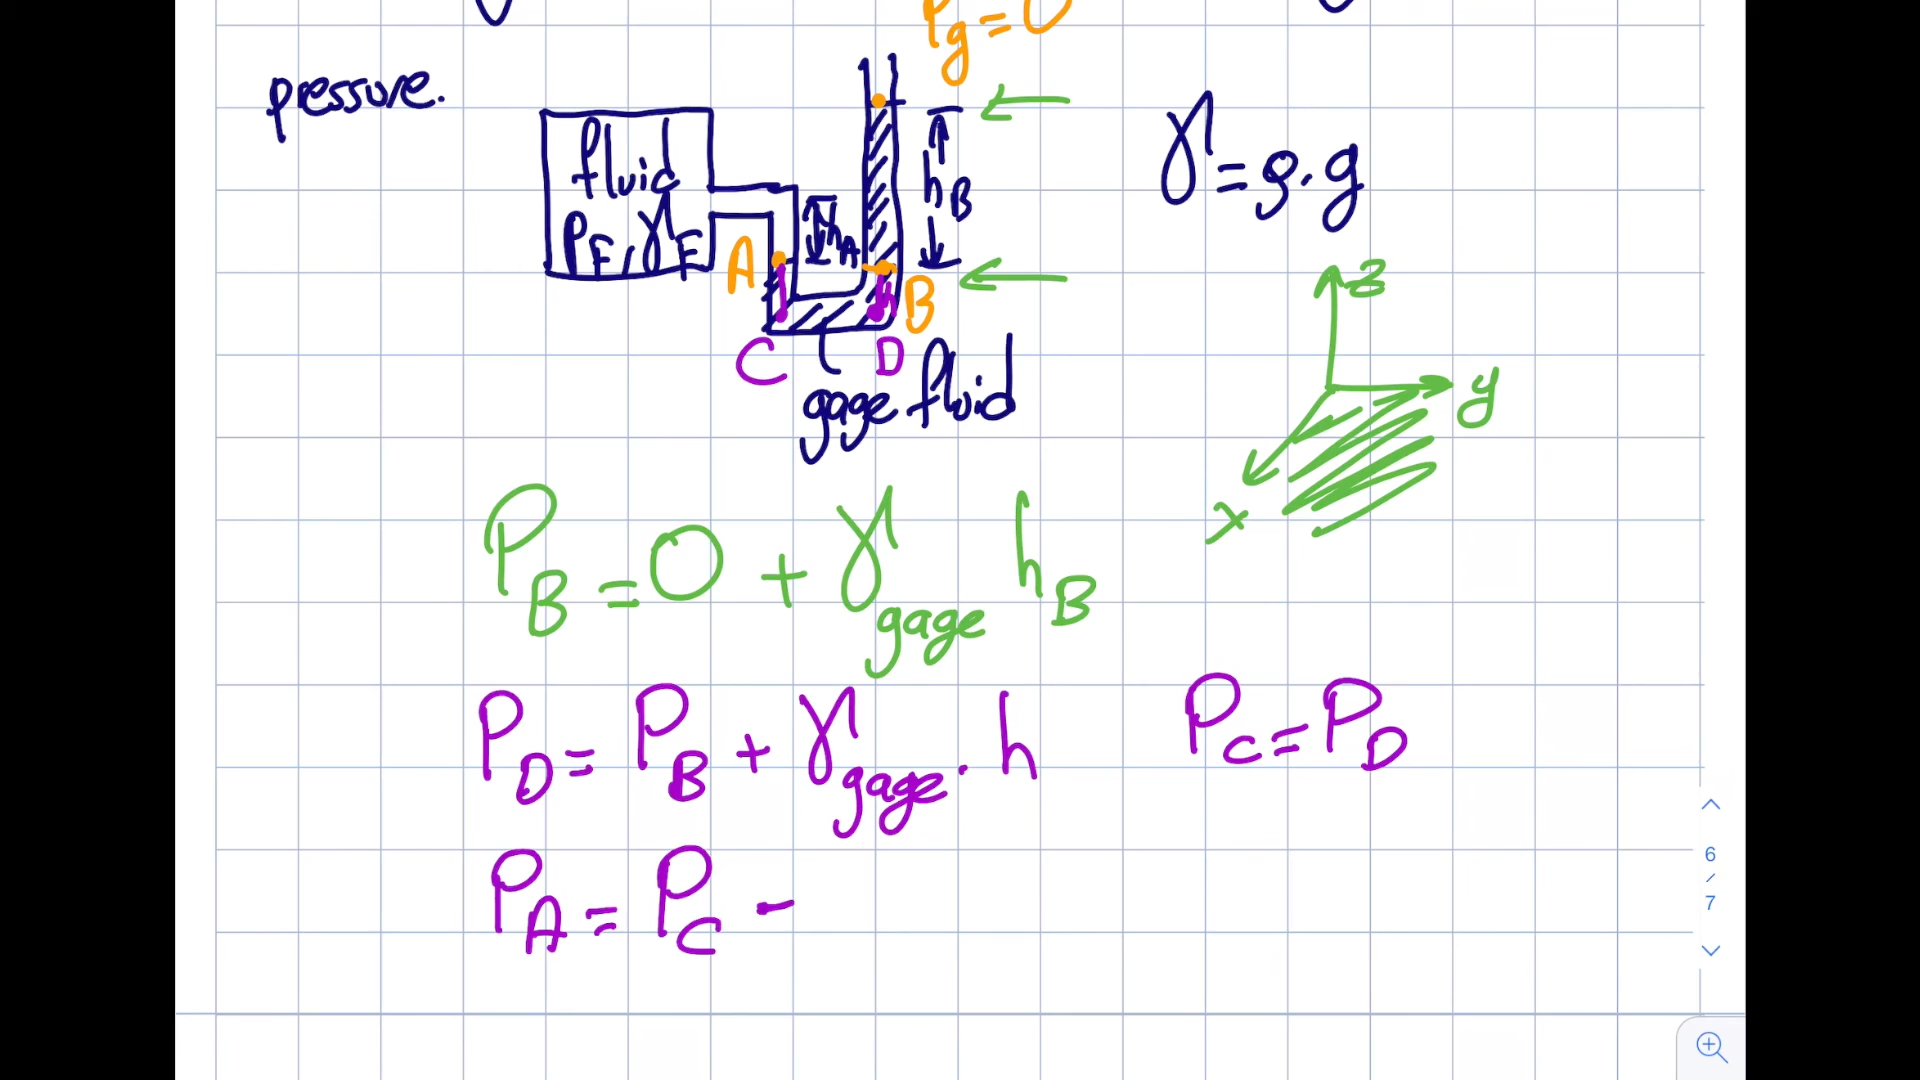 Pg = 0
pressure.
fluid
PF, γF
hA
hB
A
B
h
C
D
gage fluid
γ = ρ · g
z
y
x
PB = 0 + γgage hB
PD = PB + γgage · h
PC = PD
PA = PC -
6
/
7